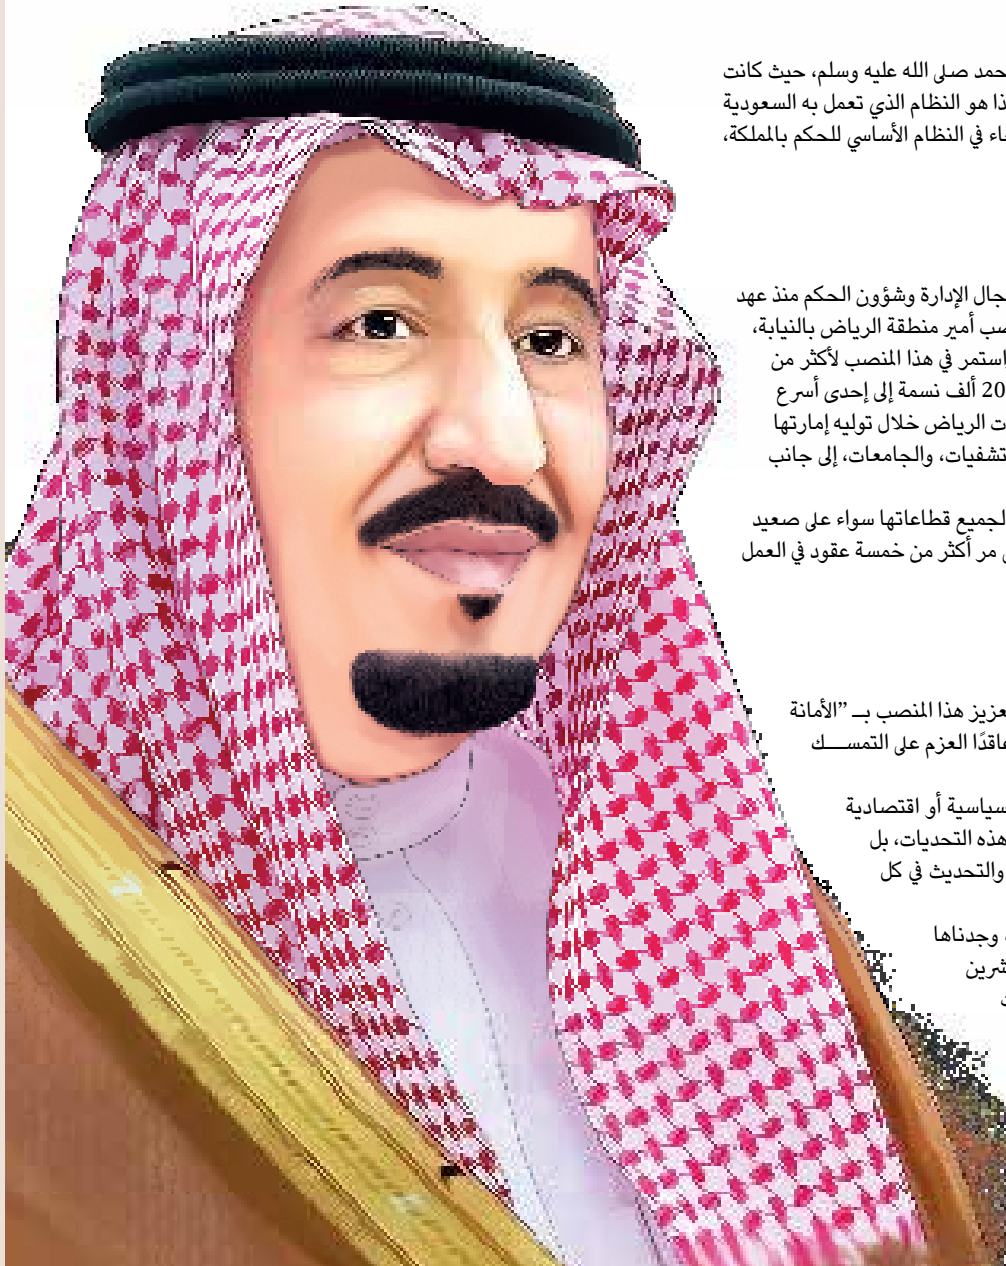 حمد صلى الله عليه وسلم، حيث كانت
ذا هو النظام الذي تعمل به السعودية
اء في النظام الأساسي للحكم بالمملكة،
جال الإدارة وشؤون الحكم منذ عهد
سب أمير منطقة الرياض بالنيابة،
استمر في هذا المنصب لأكثر من
20 ألف نسمة إلى إحدى أسرع
ت الرياض خلال توليه إمارتها
تشفيات، والجامعات، إلى جانب
لجميع قطاعاتها سواء على صعيد
مر أكثر من خمسة عقود في العمل
عزيز هذا المنصب بـ ”الأمانة
اقدًا العزم على التمســـك
سياسية أو اقتصادية
هذه التحديات، بل
والتحديث في كل
وجدناها
شرين